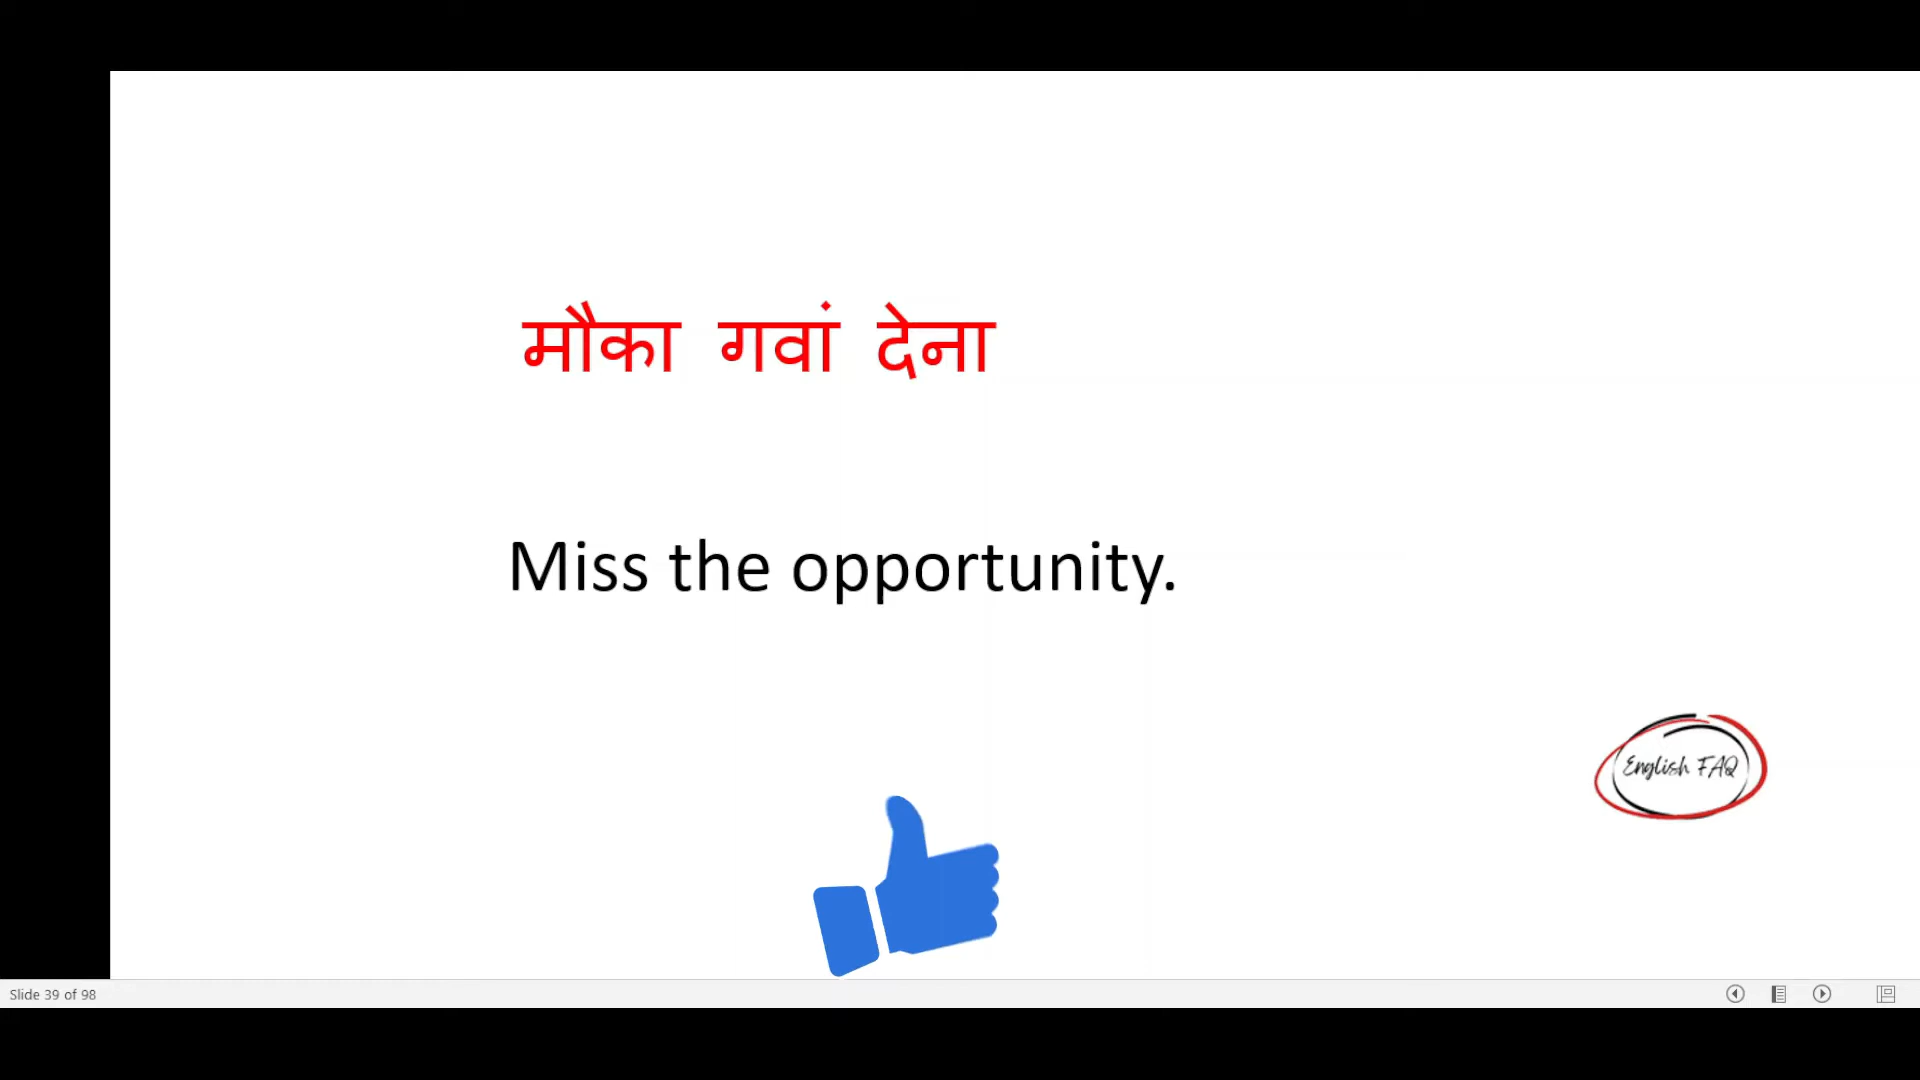 मौका गवां देना
Miss the opportunity.
English FAQ
Slide 39 of 98